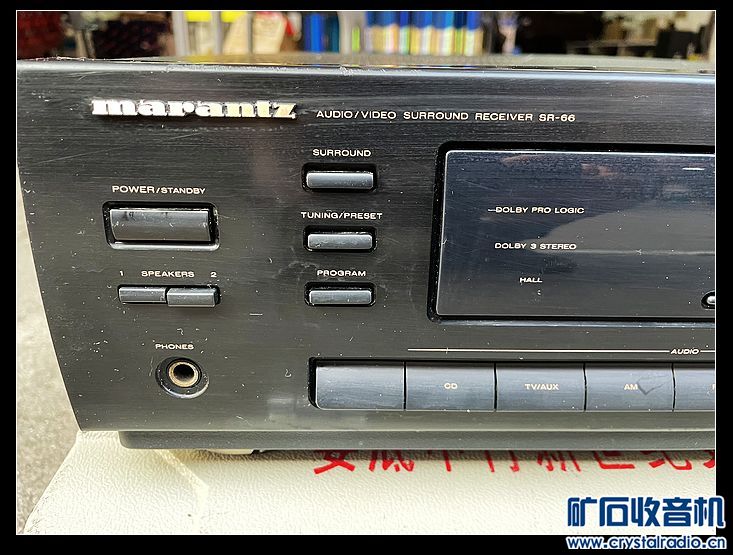 marantz AUDIO/VIDEO SURROUND RECEIVER SR-66
SURROUND
POWER/STANDBY
TUNING/PRESET
DOLBY PRO LOGIC
DOLBY 3 STEREO
1 SPEAKERS 2
PROGRAM
HALL
PHONES
AUDIO
CD
TV/AUX
AM
矿石收音机
www.crystalradio.cn